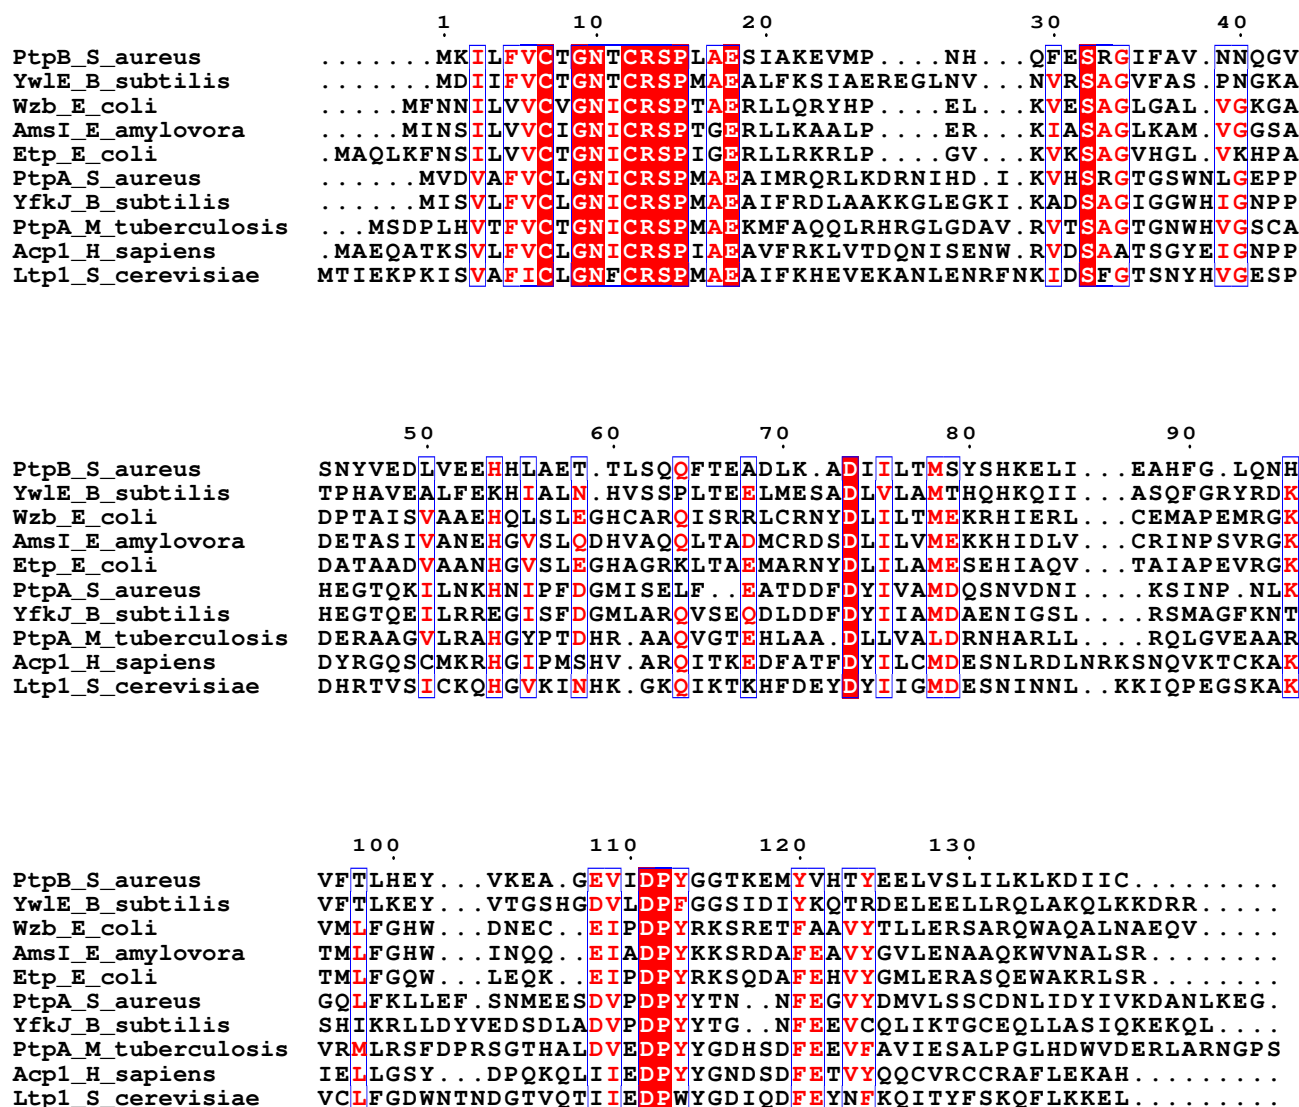 1 10 20 30 40
PtpB_S_aureus .......MKILFVCTGNTCRSPLAESIAKEVMP....NH...QFESRGIFAV.NNQGV
YwlE_B_subtilis .......MDIIFVCTGNTCRSPMAEALFKSIAEREGLNV...NVRSAGVFAS.PNGKA
Wzb_E_coli .....MFNNILVVCVGNICRSPTAERLLQRYHP....EL...KVESAGLGAL.VGKGA
AmsI_E_amylovora .....MINSILVVCIGNICRSPTGERLLKAALP....ER...KIASAGLKAM.VGGSA
Etp_E_coli .MAQLKFNSILVVCTGNICRSPIGERLLRKRLP....GV...KVKSAGVHGL.VKHPA
PtpA_S_aureus ......MVDVAFVCLGNICRSPMAEAIMRQRLKDRNIHD.I.KVHSRGTGSWNLGEPP
YfkJ_B_subtilis ......MISVLFVCLGNICRSPMAEAIFRDLAAKKGLEGKI.KADSAGIGGWHIGNPP
PtpA_M_tuberculosis ...MSDPLHVTFVCTGNICRSPMAEKMFAQQLRHRGLGDAV.RVTSAGTGNWHVGSCA
Acp1_H_sapiens .MAEQATKSVLFVCLGNICRSPIAEAVFRKLVTDQNISENW.RVDSAATSGYEIGNPP
Ltp1_S_cerevisiae MTIEKPKISVAFICLGNFCRSPMAEAIFKHEVEKANLENRFNKIDSFGTSNYHVGESP
50 60 70 80 90
PtpB_S_aureus SNYVEDLVEEHHLAET.TLSQQFTEADLK.ADIILTMSYSHKELI...EAHFG.LQNH
YwlE_B_subtilis TPHAVEALFEKHIALN.HVSSPLTEELMESADLVLAMTHQHKQII...ASQFGRYRDK
Wzb_E_coli DPTAISVAAEHQLSLEGHCARQISRRLCRNYDLILTMEKRHIERL...CEMAPEMRGK
AmsI_E_amylovora DETASIVANEHGVSLQDHVAQQLTADMCRDSDLILVMEKKHIDLV...CRINPSVRGK
Etp_E_coli DATAADVAANHGVSLEGHAGRKLTAEMARNYDLILAMESEHIAQV...TAIAPEVRGK
PtpA_S_aureus HEGTQKILNKHNIPFDGMISELF..EATDDFDYIVAMDQSNVDNI....KSINP.NLK
YfkJ_B_subtilis HEGTQEILRREGISFDGMLARQVSEQDLDDFDYIIAMDAENIGSL....RSMAGFKNT
PtpA_M_tuberculosis DERAAGVLRAHGYPTDHR.AAQVGTEHLAA.DLLVALDRNHARLL....RQLGVEAAR
Acp1_H_sapiens DYRGQSCMKRHGIPMSHV.ARQITKEDFATFDYILCMDESNLRDLNRKSNQVKTCKAK
Ltp1_S_cerevisiae DHRTVSICKQHGVKINHK.GKQIKTKHFDEYDYIIGMDESNINNL..KKIQPEGSKAK
100 110 120 130
PtpB_S_aureus VFTLHEY...VKEA.GEVIDPYGGTKEMYVHTYEELVSLILKLKDIIC.........
YwlE_B_subtilis VFTLKEY...VTGSHGDVLDPFGGSIDIYKQTRDELEELLRQLAKQLKKDRR.....
Wzb_E_coli VMLFGHW...DNEC..EIPDPYRKSRETFAAVYTLLERSARQWAQALNAEQV.....
AmsI_E_amylovora TMLFGHW...INQQ..EIADPYKKSRDAFEAVYGVLENAAQKWVNALSR........
Etp_E_coli TMLFGQW...LEQK..EIPDPYRKSQDAFEHVYGMLERASQEWAKRLSR........
PtpA_S_aureus GQLFKLLEF.SNMEESDVPDPYYTN..NFEGVYDMVLSSCDNLIDYIVKDANLKEG.
YfkJ_B_subtilis SHIKRLLDYVEDSDLADVPDPYYTG..NFEEVCQLIKTGCEQLLASIQKEKQL....
PtpA_M_tuberculosis VRMLRSFDPRSGTHALDVEDPYYGDHSDFEEVFAVIESALPGLHDWVDERLARNGPS
Acp1_H_sapiens IELLGSY...DPQKQLIIEDPYYGNDSDFETVYQQCVRCCRAFLEKAH.........
Ltp1_S_cerevisiae VCLFGDWNTNDGTVQTIIEDPWYGDIQDFEYNFKQITYFSKQFLKKEL.........